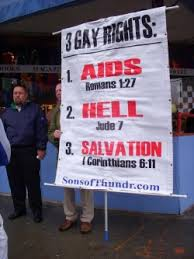 3 GAY RIGHTS:
1. AIDS
Romans 1:27
2. HELL
Jude 7
3. SALVATION
1 Corinthians 6:11
SonsofThundr.com